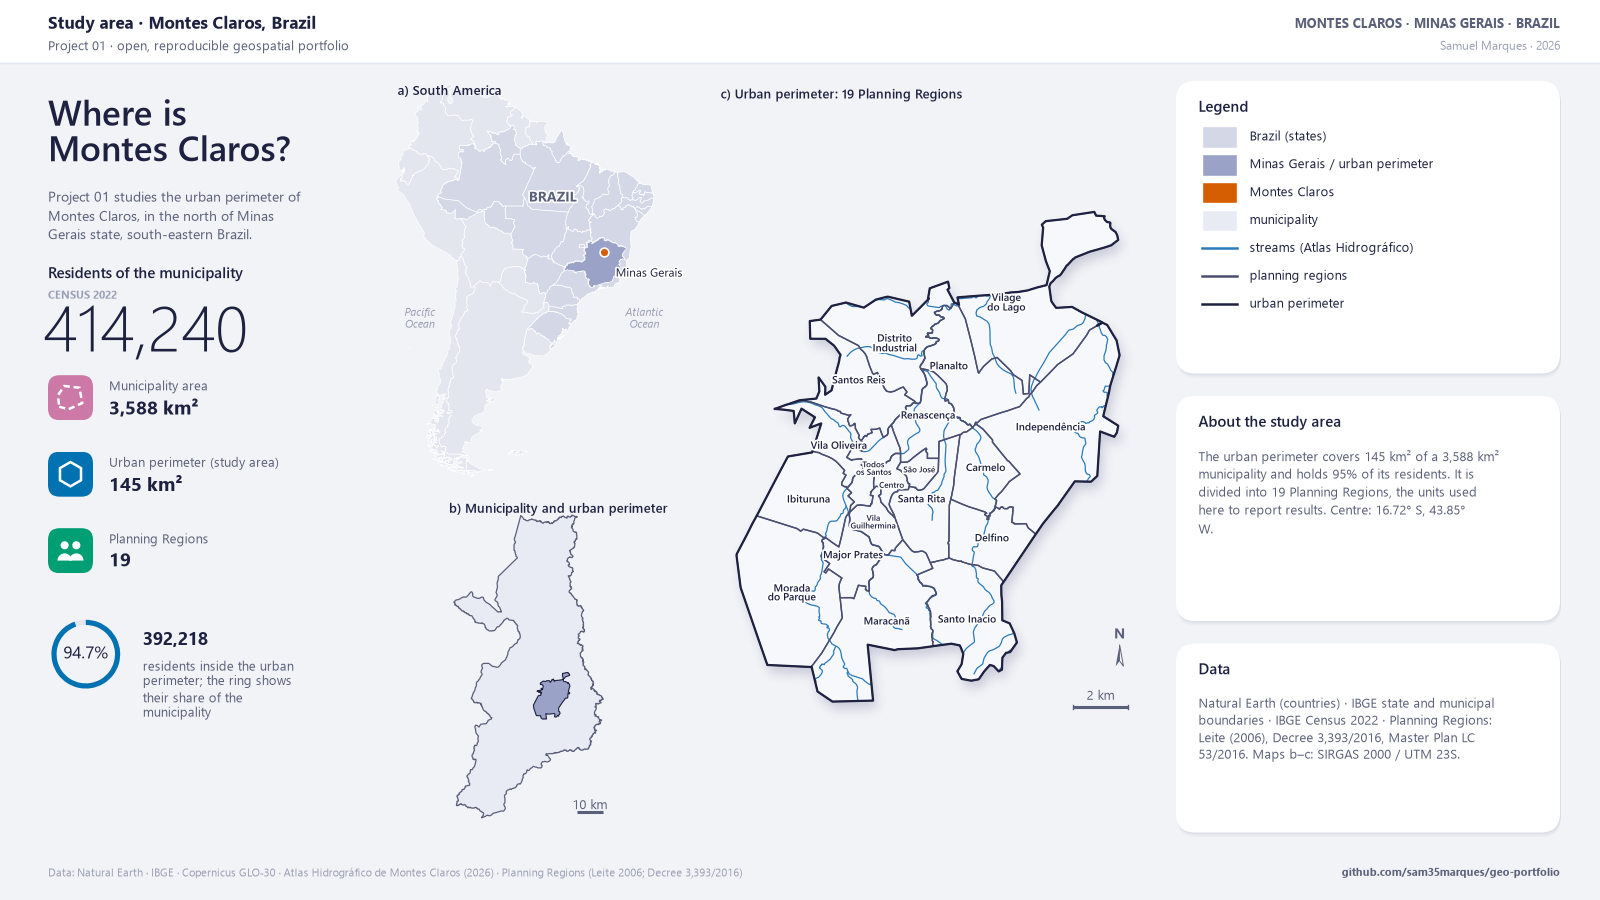 Study area · Montes Claros, Brazil
Project 01 · open, reproducible geospatial portfolio
MONTES CLAROS · MINAS GERAIS · BRAZIL
Samuel Marques · 2026
Where is
Montes Claros?
Project 01 studies the urban perimeter of
Montes Claros, in the north of Minas
Gerais state, south-eastern Brazil.
Residents of the municipality
CENSUS 2022
414,240
Municipality area
3,588 km²
Urban perimeter (study area)
145 km²
Planning Regions
19
94.7%
392,218
residents inside the urban
perimeter; the ring shows
their share of the
municipality
a) South America
BRAZIL
Minas Gerais
Pacific
Ocean
Atlantic
Ocean
b) Municipality and urban perimeter
10 km
c) Urban perimeter: 19 Planning Regions
Village
do Lago
Distrito
Industrial
Planalto
Santos Reis
Renascença
Independência
Vila Oliveira
Todos
os Santos
São José
Carmelo
Centro
Ibituruna
Santa Rita
Vila
Guilhermina
Delfino
Major Prates
Morada
do Parque
Maracanã
Santo Inacio
N
2 km
Legend
Brazil (states)
Minas Gerais / urban perimeter
Montes Claros
municipality
streams (Atlas Hidrográfico)
planning regions
urban perimeter
About the study area
The urban perimeter covers 145 km² of a 3,588 km²
municipality and holds 95% of its residents. It is
divided into 19 Planning Regions, the units used
here to report results. Centre: 16.72° S, 43.85°
W.
Data
Natural Earth (countries) · IBGE state and municipal
boundaries · IBGE Census 2022 · Planning Regions:
Leite (2006), Decree 3,393/2016, Master Plan LC
53/2016. Maps b–c: SIRGAS 2000 / UTM 23S.
Data: Natural Earth · IBGE · Copernicus GLO-30 · Atlas Hidrográfico de Montes Claros (2026) · Planning Regions (Leite 2006; Decree 3,393/2016)
github.com/sam35marques/geo-portfolio